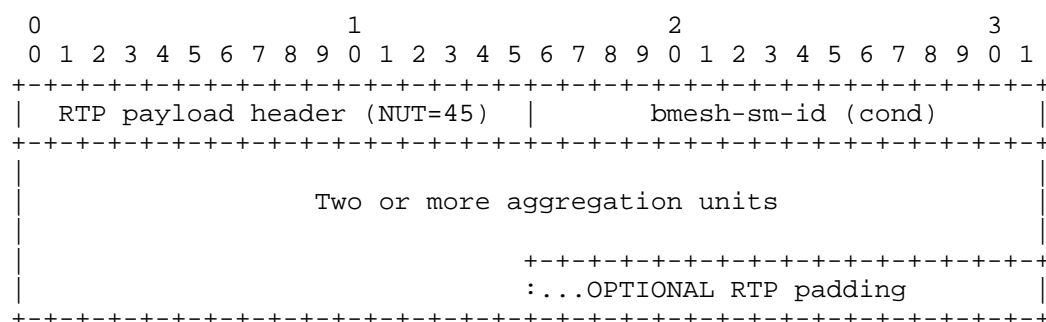 0                   1                   2                   3
 0 1 2 3 4 5 6 7 8 9 0 1 2 3 4 5 6 7 8 9 0 1 2 3 4 5 6 7 8 9 0 1
+-+-+-+-+-+-+-+-+-+-+-+-+-+-+-+-+-+-+-+-+-+-+-+-+-+-+-+-+-+-+-+-+
|  RTP payload header (NUT=45)  |       bmesh-sm-id (cond)      |
+-+-+-+-+-+-+-+-+-+-+-+-+-+-+-+-+-+-+-+-+-+-+-+-+-+-+-+-+-+-+-+-+
|                                                               |
|                  Two or more aggregation units                |
|                                                               |
|                               +-+-+-+-+-+-+-+-+-+-+-+-+-+-+-+-+
|                               :...OPTIONAL RTP padding        |
+-+-+-+-+-+-+-+-+-+-+-+-+-+-+-+-+-+-+-+-+-+-+-+-+-+-+-+-+-+-+-+-+